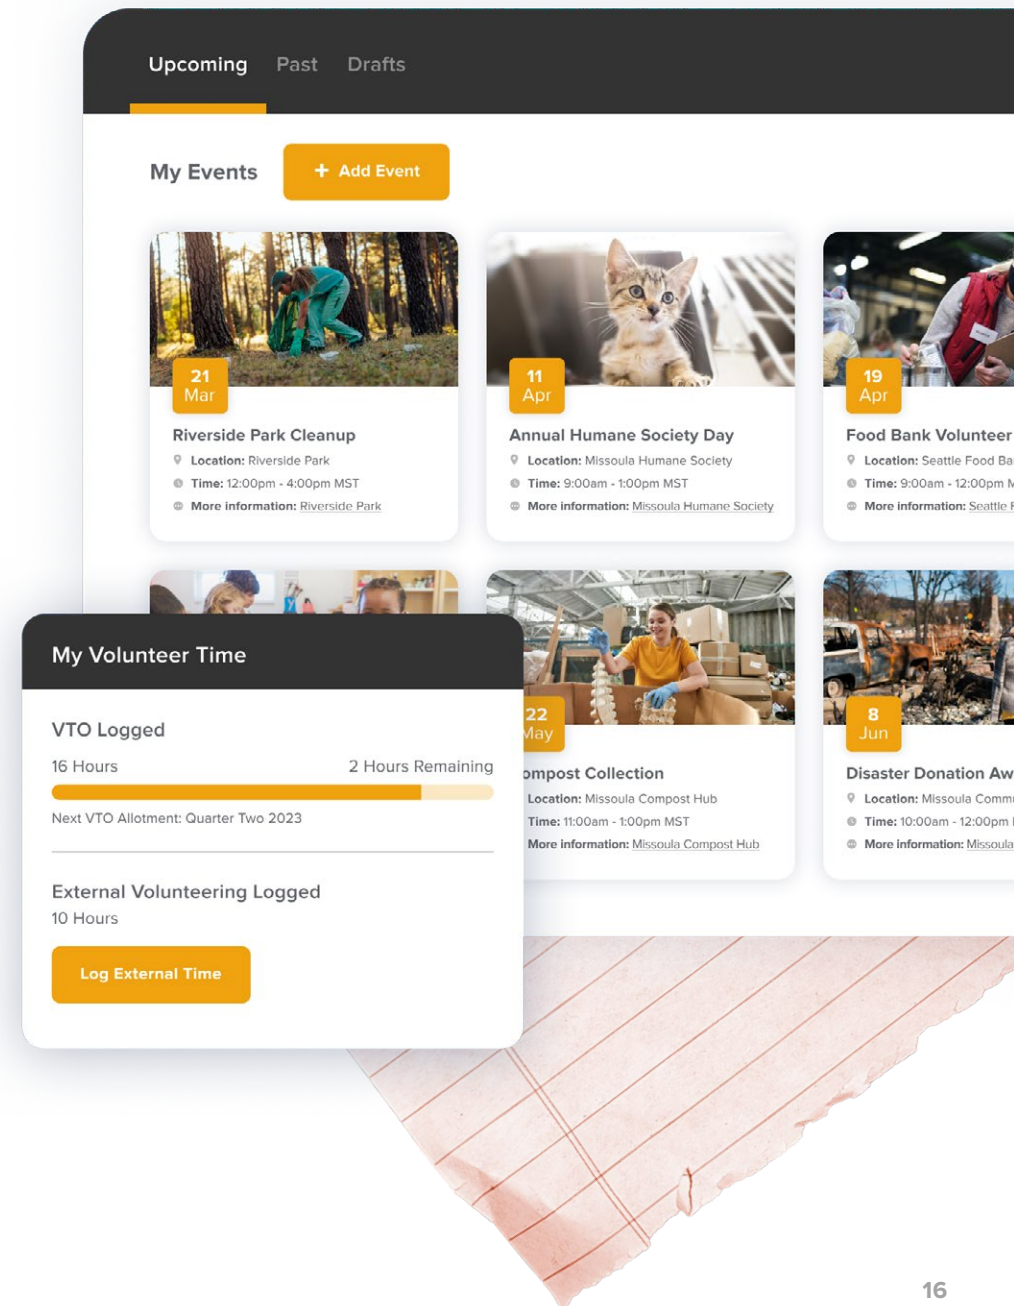 Upcoming Past Drafts
My Events + Add Event
21
Mar
Riverside Park Cleanup
Location: Riverside Park
Time: 12:00pm - 4:00pm MST
More information: Riverside Park
11
Apr
Annual Humane Society Day
Location: Missoula Humane Society
Time: 9:00am - 1:00pm MST
More information: Missoula Humane Society
19
Apr
Food Bank Volunteer
Location: Seattle Food Ba
Time: 9:00am - 12:00pm M
More information: Seattle F
22
May
ompost Collection
Location: Missoula Compost Hub
Time: 11:00am - 1:00pm MST
More information: Missoula Compost Hub
8
Jun
Disaster Donation Aw
Location: Missoula Comm
Time: 10:00am - 12:00pm
More information: Missoula
My Volunteer Time
VTO Logged
16 Hours 2 Hours Remaining
Next VTO Allotment: Quarter Two 2023
External Volunteering Logged
10 Hours
Log External Time
16